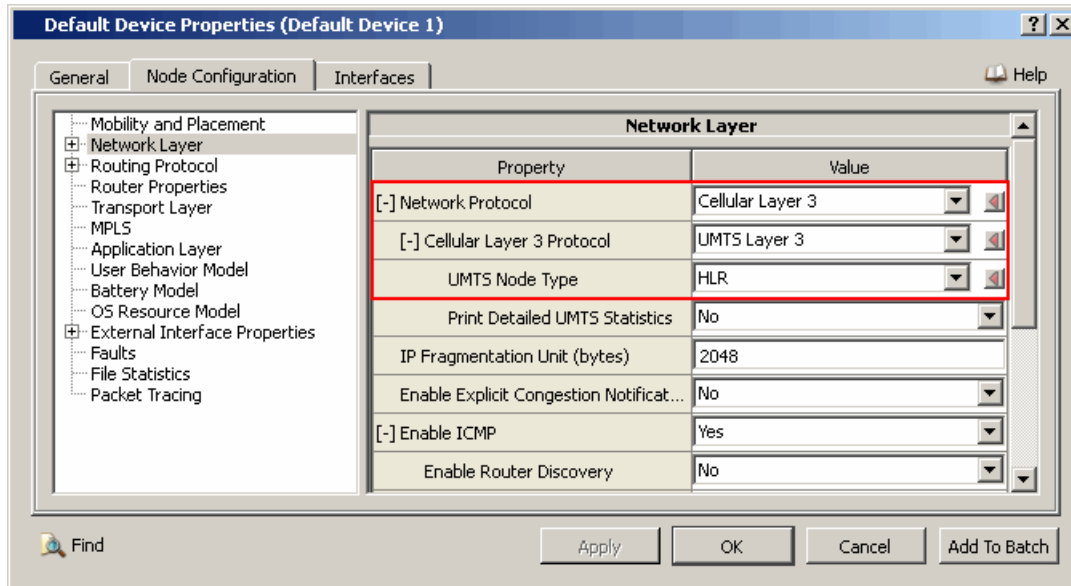 Default Device Properties (Default Device 1)
General
Node Configuration
Interfaces
Help
Mobility and Placement
Network Layer
Routing Protocol
Router Properties
Transport Layer
MPLS
Application Layer
User Behavior Model
Battery Model
OS Resource Model
External Interface Properties
Faults
File Statistics
Packet Tracing
Network Layer
Property Value
[-] Network Protocol Cellular Layer 3
[-] Cellular Layer 3 Protocol UMTS Layer 3
UMTS Node Type HLR
Print Detailed UMTS Statistics No
IP Fragmentation Unit (bytes) 2048
Enable Explicit Congestion Notificat... No
[-] Enable ICMP Yes
Enable Router Discovery No
Find
Apply
OK
Cancel
Add To Batch